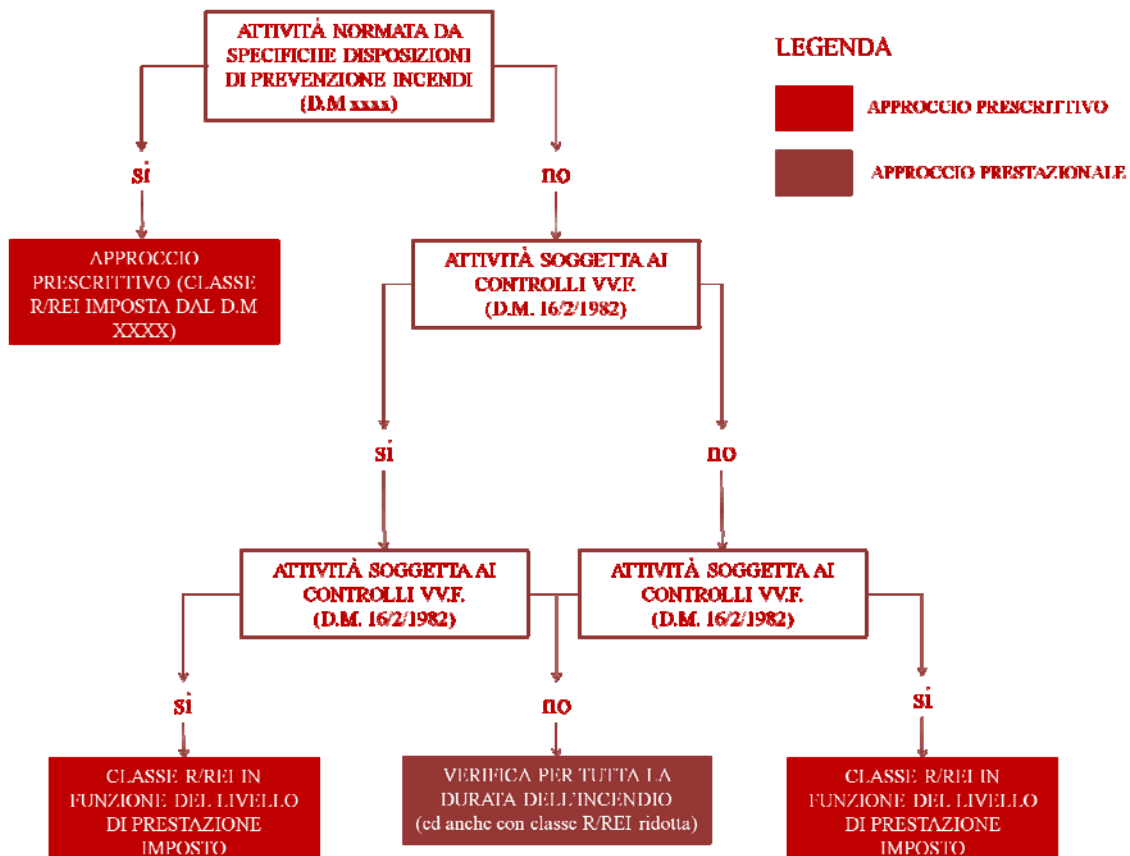 ATTIVITÀ NORMATA DA
SPECIFICHE DISPOSIZIONI
DI PREVENZIONE INCENDI
(D.M xxxx)
LEGENDA
APPROCCIO PRESCRITTIVO
APPROCCIO PRESTAZIONALE
si
no
APPROCCIO
PRESCRITTIVO (CLASSE
R/REI IMPOSTA DAL D.M
XXXX)
ATTIVITÀ SOGGETTA AI
CONTROLLI VV.F.
(D.M. 16/2/1982)
si
no
ATTIVITÀ SOGGETTA AI
CONTROLLI VV.F.
(D.M. 16/2/1982)
ATTIVITÀ SOGGETTA AI
CONTROLLI VV.F.
(D.M. 16/2/1982)
si
no
si
CLASSE R/REI IN
FUNZIONE DEL LIVELLO
DI PRESTAZIONE
IMPOSTO
VERIFICA PER TUTTA LA
DURATA DELL'INCENDIO
(ed anche con classe R/REI ridotta)
CLASSE R/REI IN
FUNZIONE DEL LIVELLO
DI PRESTAZIONE
IMPOSTO